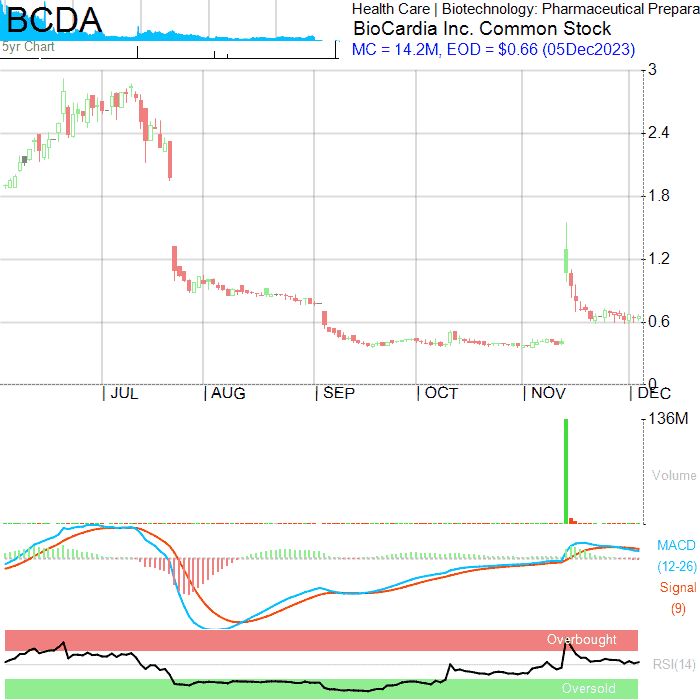 BCDA
Health Care | Biotechnology: Pharmaceutical Prepara
BioCardia Inc. Common Stock
5yr Chart
MC = 14.2M, EOD = $0.66 (05Dec2023)
3
2.4
1.8
1.2
0.6
0
| JUL | AUG | SEP | OCT | NOV | DEC
136M
Volume
MACD
(12-26)
Signal
(9)
Overbought
RSI(14)
Oversold